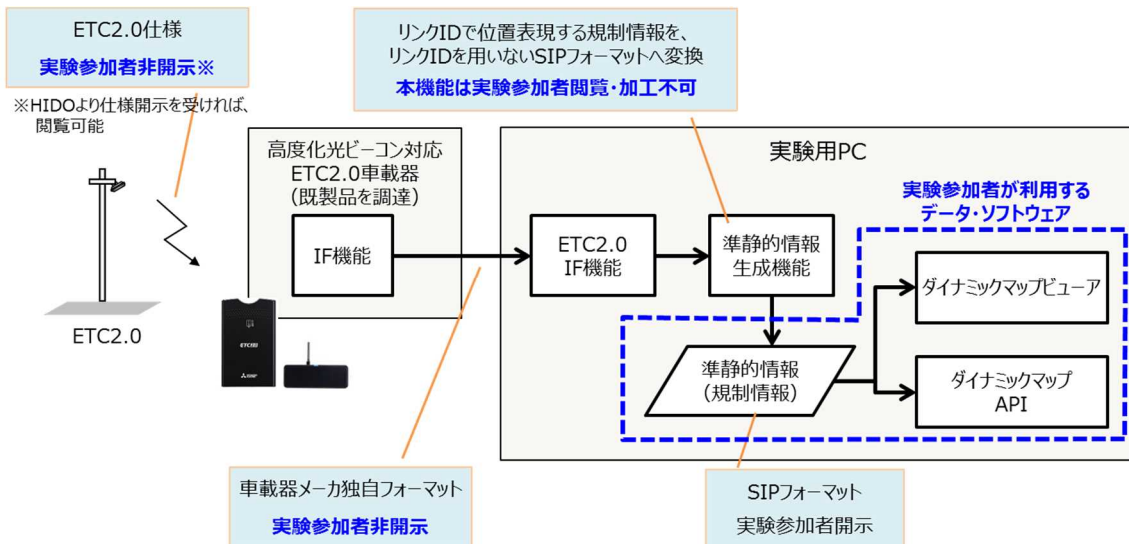 ETC2.0仕様
実験参加者非開示※
※HIDOより仕様開示を受ければ、
閲覧可能
リンクIDで位置表現する規制情報を、
リンクIDを用いないSIPフォーマットへ変換
本機能は実験参加者閲覧・加工不可
高度化光ビーコン対応
ETC2.0車載器
(既製品を調達)
IF機能
ETC2.0
実験用PC
ETC2.0
IF機能
準静的情報
生成機能
実験参加者が利用する
データ・ソフトウェア
ダイナミックマップビューア
準静的情報
(規制情報)
ダイナミックマップ
API
車載器メーカ独自フォーマット
実験参加者非開示
SIPフォーマット
実験参加者開示